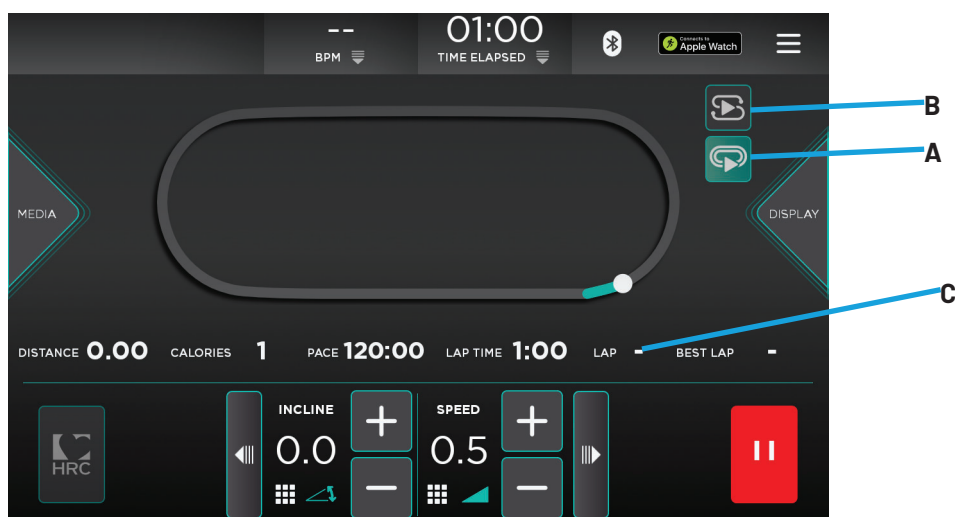 -- 01:00
BPM TIME ELAPSED
Connects to
Apple Watch
B
A
MEDIA
DISPLAY
C
DISTANCE 0.00 CALORIES 1 PACE 120:00 LAP TIME 1:00 LAP - BEST LAP -
INCLINE SPEED
+ +
0.0 0.5
HRC
− −